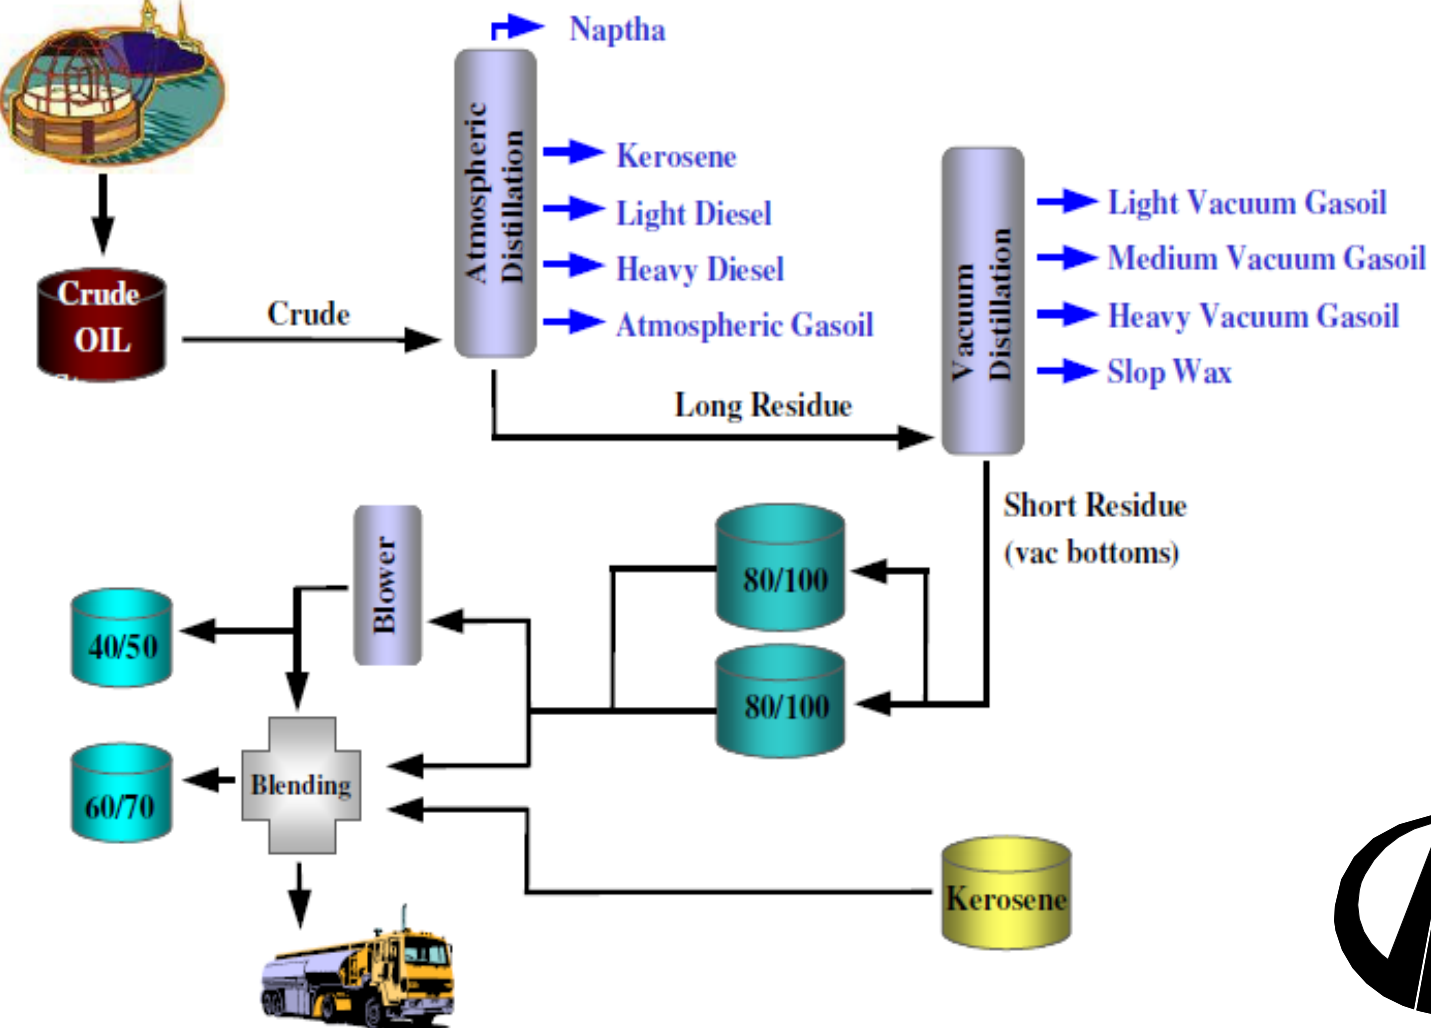 Naptha
Atmospheric
Distillation
Kerosene
Light Diesel
Heavy Diesel
Atmospheric Gasoil
Vacuum
Distillation
Light Vacuum Gasoil
Medium Vacuum Gasoil
Heavy Vacuum Gasoil
Slop Wax
Crude
OIL
Crude
Long Residue
Short Residue
(vac bottoms)
Blower
80/100
80/100
40/50
60/70
Blending
Kerosene